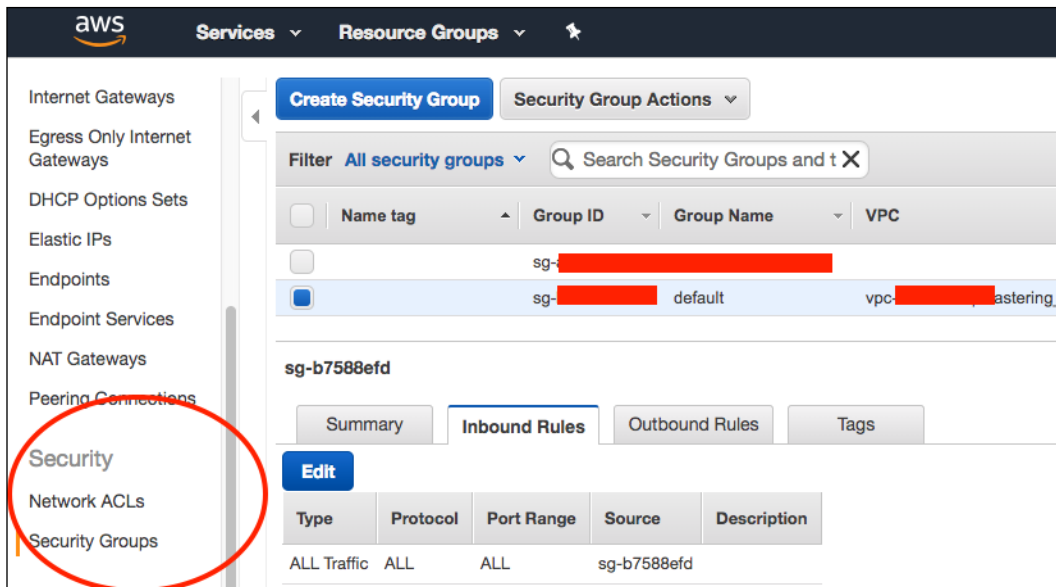 aws
Services
Resource Groups
Internet Gateways
Egress Only Internet
Gateways
DHCP Options Sets
Elastic IPs
Endpoints
Endpoint Services
NAT Gateways
Peering Connections
Security
Network ACLs
Security Groups
Create Security Group
Security Group Actions
Filter All security groups Search Security Groups and t
Name tag Group ID Group Name VPC
sg-
sg- default vpc- astering_
sg-b7588efd
Summary Inbound Rules Outbound Rules Tags
Edit
Type Protocol Port Range Source Description
ALL Traffic ALL ALL sg-b7588efd